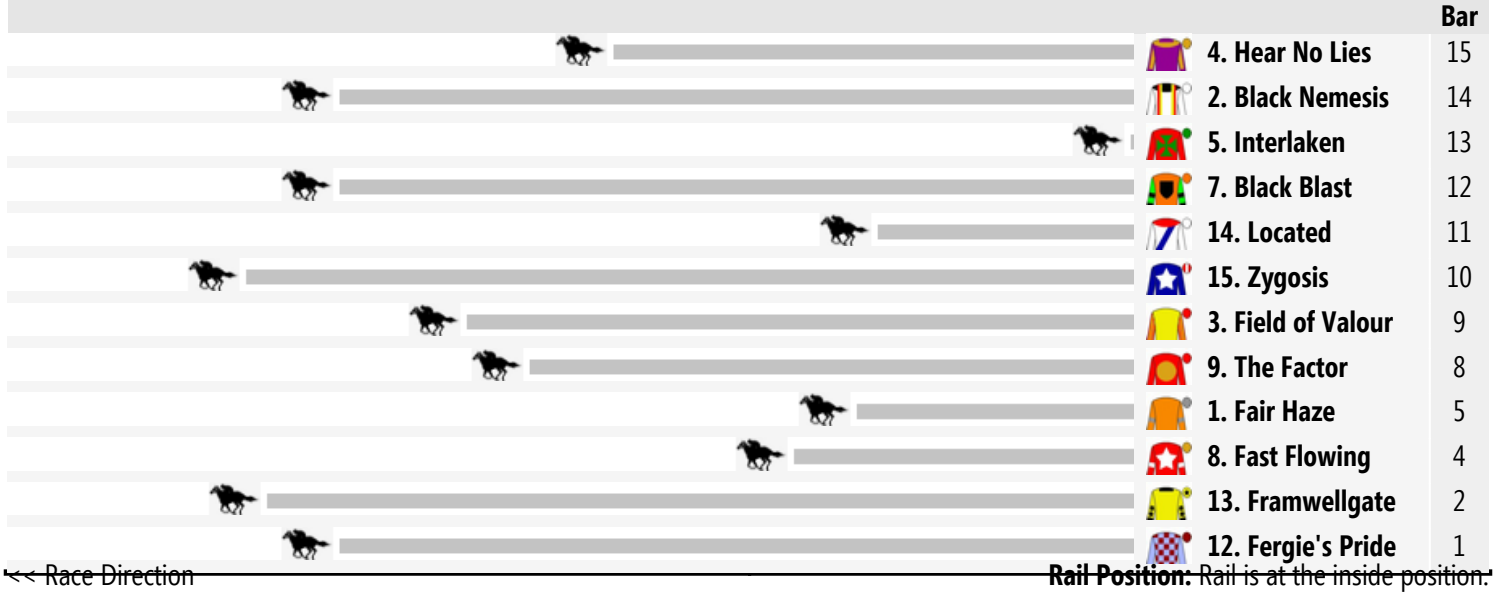 Bar
4. Hear No Lies 15
2. Black Nemesis 14
5. Interlaken 13
7. Black Blast 12
14. Located 11
15. Zygosis 10
3. Field of Valour 9
9. The Factor 8
1. Fair Haze 5
8. Fast Flowing 4
13. Framwellgate 2
12. Fergie's Pride 1
<< Race Direction Rail Position: Rail is at the inside position.